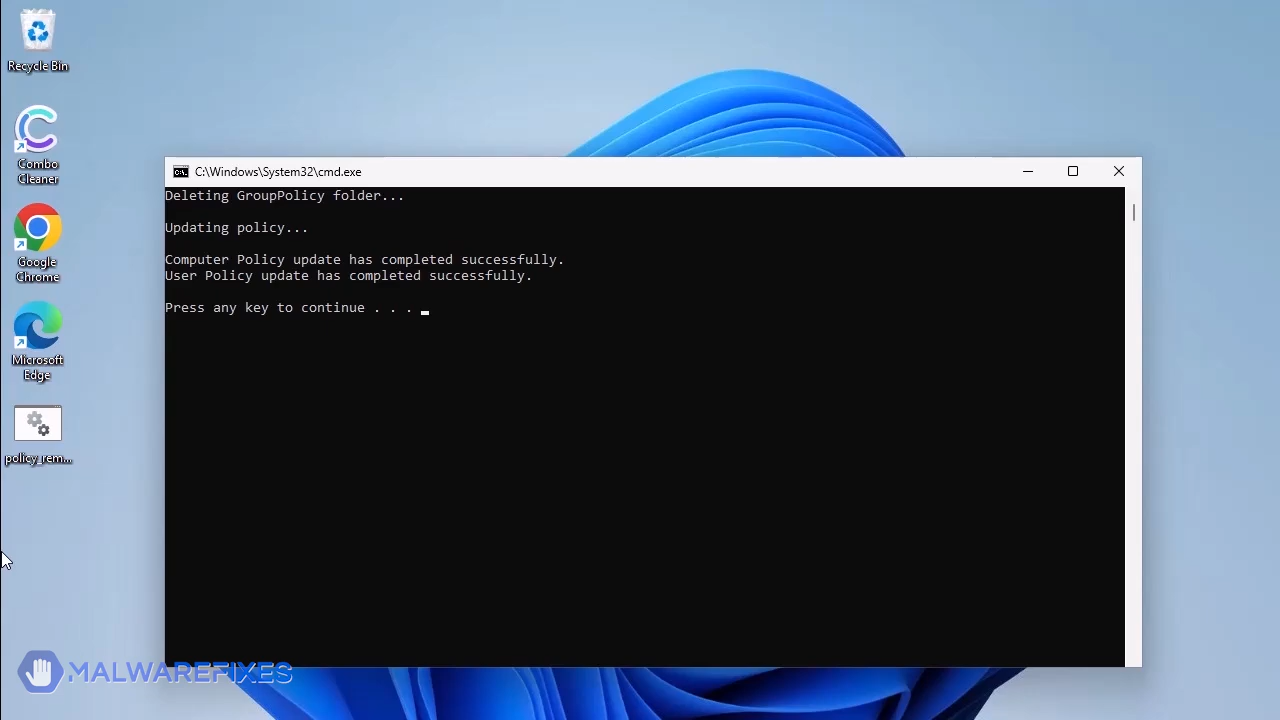 Recycle Bin
Combo
Cleaner
Google
Chrome
Microsoft
Edge
policy_rem...
C:\Windows\System32\cmd.exe
Deleting GroupPolicy folder...
Updating policy...
Computer Policy update has completed successfully.
User Policy update has completed successfully.
Press any key to continue . . .
MALWAREFIXES